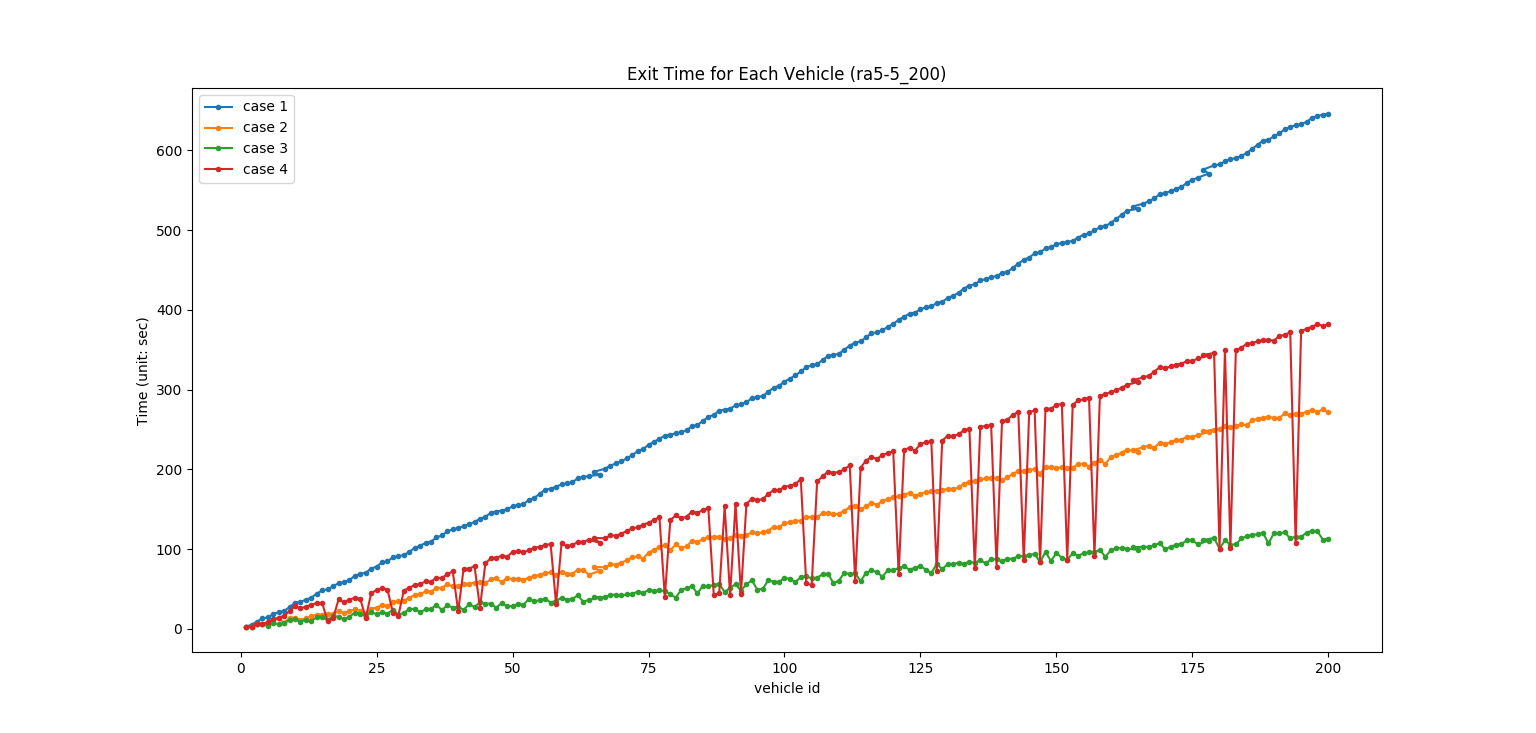 Exit Time for Each Vehicle (ra5-5_200)
case 1
case 2
case 3
case 4
Time (unit: sec)
600
500
400
300
200
100
0
0 25 50 75 100 125 150 175 200
vehicle id